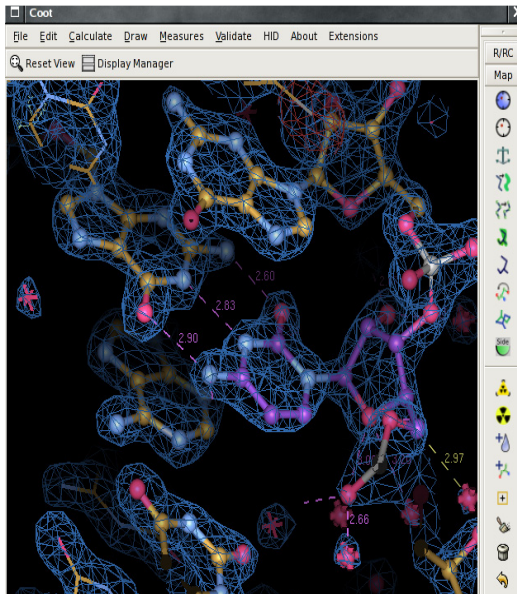 Coot
File Edit Calculate Draw Measures Validate HID About Extensions
Reset View Display Manager
R/RC
Map
2.60
2.83
2.90
Side
2.97
2.66